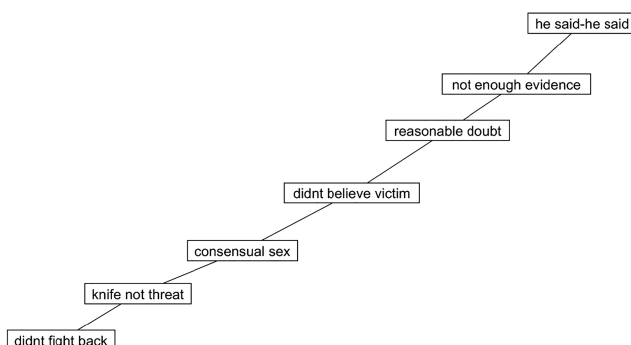 he said-he said
not enough evidence
reasonable doubt
didnt believe victim
consensual sex
knife not threat
didnt fight back